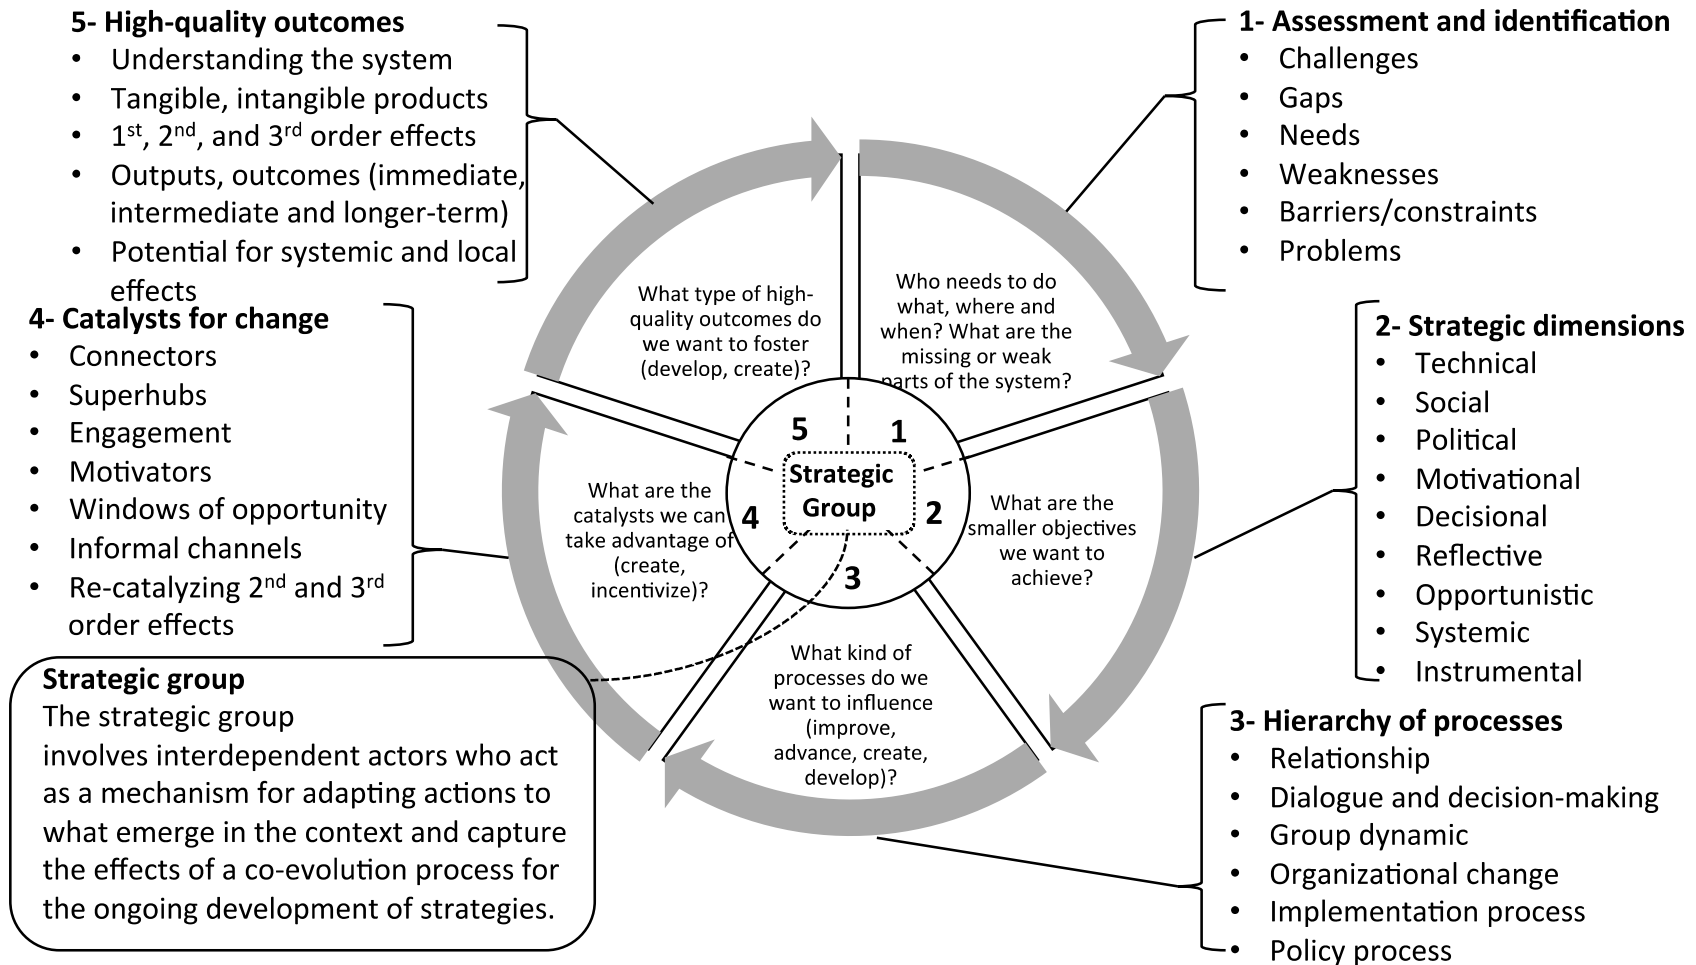 5- High-quality outcomes
• Understanding the system
• Tangible, intangible products
• 1st, 2nd, and 3rd order effects
• Outputs, outcomes (immediate,
intermediate and longer-term)
• Potential for systemic and local
effects
1- Assessment and identification
• Challenges
• Gaps
• Needs
• Weaknesses
• Barriers/constraints
• Problems
What type of high-
quality outcomes do
we want to foster
(develop, create)?
Who needs to do
what, where and
when? What are the
missing or weak
parts of the system?
4- Catalysts for change
• Connectors
• Superhubs
• Engagement
• Motivators
• Windows of opportunity
• Informal channels
• Re-catalyzing 2nd and 3rd
order effects
2- Strategic dimensions
• Technical
• Social
• Political
• Motivational
• Decisional
• Reflective
• Opportunistic
• Systemic
• Instrumental
5
1
Strategic
Group
4
2
3
What are the
catalysts we can
take advantage of
(create,
incentivize)?
What are the
smaller objectives
we want to
achieve?
What kind of
processes do we
want to influence
(improve,
advance, create,
develop)?
Strategic group
The strategic group
involves interdependent actors who act
as a mechanism for adapting actions to
what emerge in the context and capture
the effects of a co-evolution process for
the ongoing development of strategies.
3- Hierarchy of processes
• Relationship
• Dialogue and decision-making
• Group dynamic
• Organizational change
• Implementation process
• Policy process